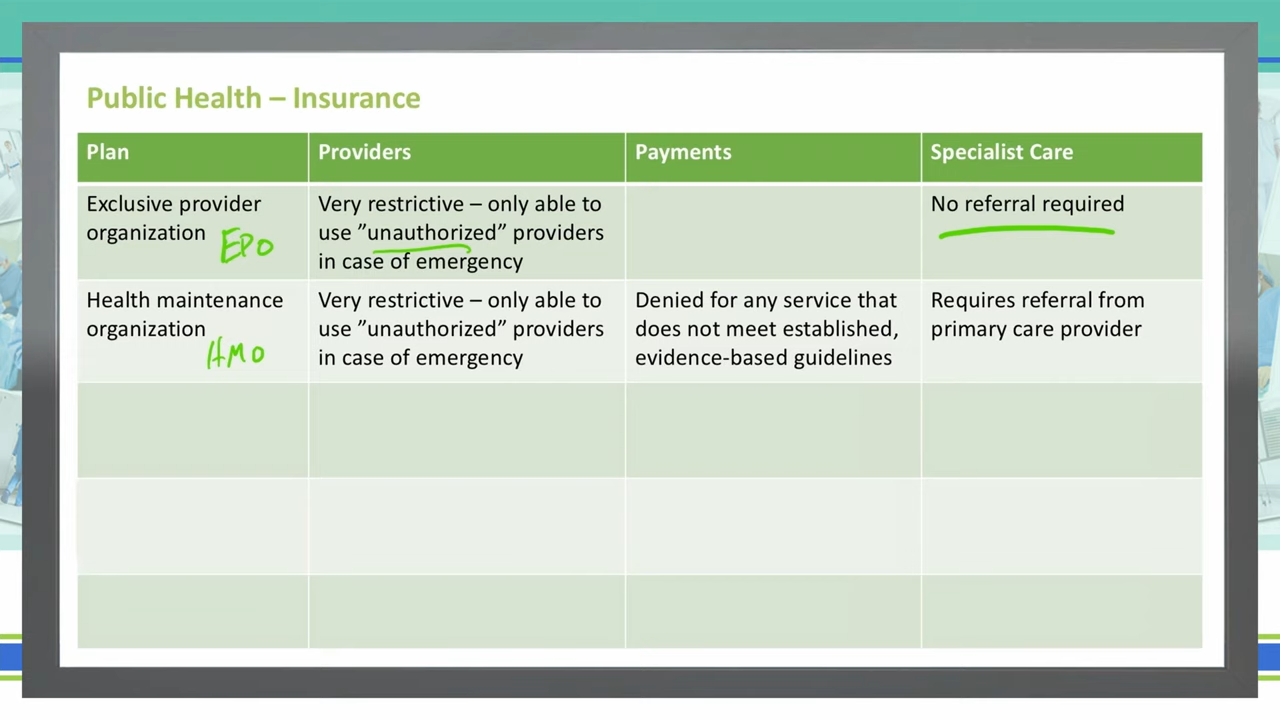 Public Health – Insurance
Plan
Providers
Payments
Specialist Care
Exclusive provider
organization
EPO
Very restrictive – only able to
use ”unauthorized” providers
in case of emergency
No referral required
Health maintenance
organization
HMO
Very restrictive – only able to
use ”unauthorized” providers
in case of emergency
Denied for any service that
does not meet established,
evidence-based guidelines
Requires referral from
primary care provider